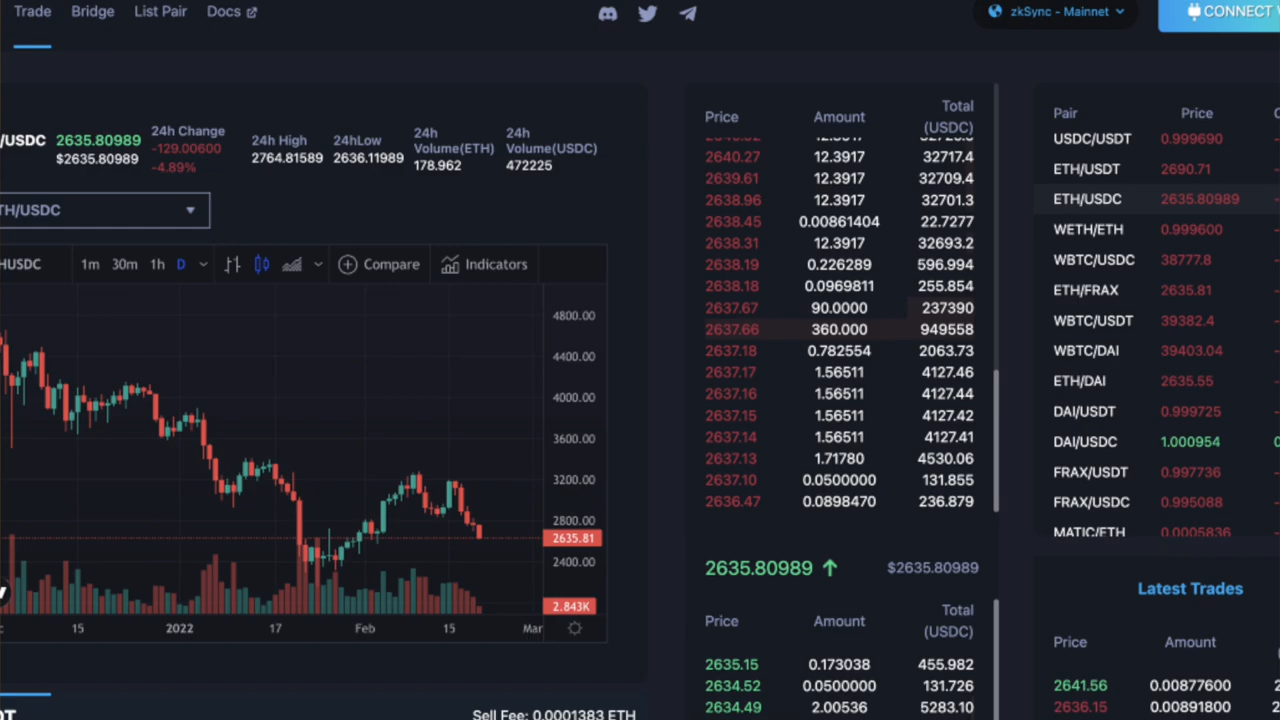 Trade Bridge List Pair Docs
zkSync - Mainnet
CONNECT
/USDC 2635.80989 $2635.80989
24h Change -129.00600 -4.89%
24h High 2764.81589
24hLow 2636.11989
24h Volume(ETH) 178.962
24h Volume(USDC) 472225
TH/USDC
HUSDC 1m 30m 1h D Compare Indicators
4800.00
4400.00
4000.00
3600.00
3200.00
2800.00
2635.81
2400.00
2.843K
15 2022 17 Feb 15 Mar
Sell Fee: 0.0001383 ETH
Price Amount Total (USDC)
2640.27 12.3917 32717.4
2639.61 12.3917 32709.4
2638.96 12.3917 32701.3
2638.45 0.00861404 22.7277
2638.31 12.3917 32693.2
2638.19 0.226289 596.994
2638.18 0.0969811 255.854
2637.67 90.0000 237390
2637.66 360.000 949558
2637.18 0.782554 2063.73
2637.17 1.56511 4127.46
2637.16 1.56511 4127.44
2637.15 1.56511 4127.42
2637.14 1.56511 4127.41
2637.13 1.71780 4530.06
2637.10 0.0500000 131.855
2636.47 0.0898470 236.879
2635.80989 $2635.80989
Price Amount Total (USDC)
2635.15 0.173038 455.982
2634.52 0.0500000 131.726
2634.49 2.00536 5283.10
Pair Price
USDC/USDT 0.999690
ETH/USDT 2690.71
ETH/USDC 2635.80989
WETH/ETH 0.999600
WBTC/USDC 38777.8
ETH/FRAX 2635.81
WBTC/USDT 39382.4
WBTC/DAI 39403.04
ETH/DAI 2635.55
DAI/USDT 0.999725
DAI/USDC 1.000954
FRAX/USDT 0.997736
FRAX/USDC 0.995088
MATIC/ETH 0.0005836
Latest Trades
Price Amount
2641.56 0.00877600
2636.15 0.00891800